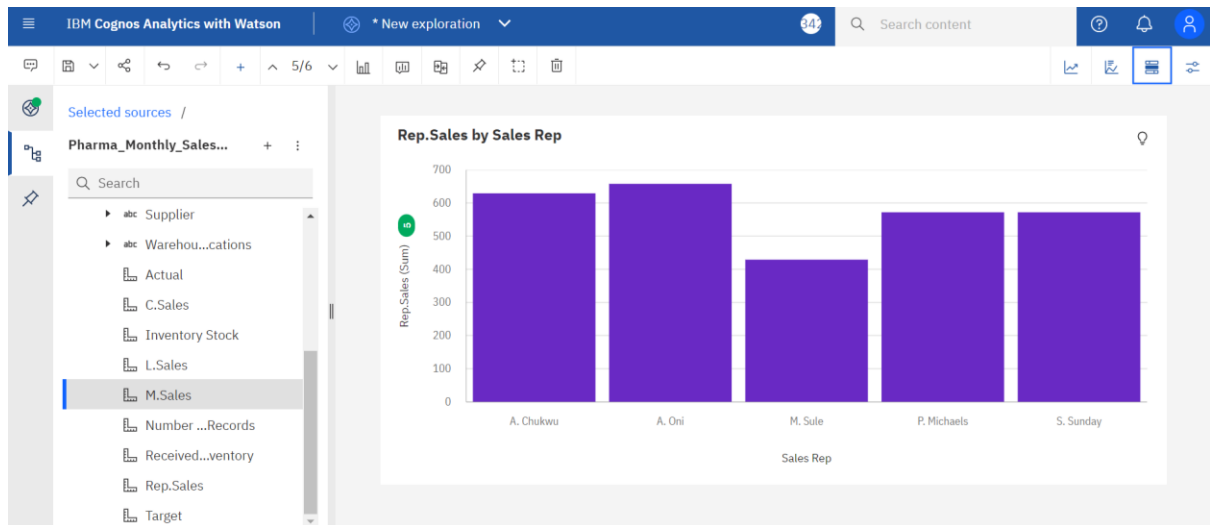 IBM Cognos Analytics with Watson
* New exploration
342
Search content
5/6
Selected sources /
Pharma_Monthly_Sales...
Search
abc Supplier
abc Warehou...cations
Actual
C.Sales
Inventory Stock
L.Sales
M.Sales
Number ...Records
Received...ventory
Rep.Sales
Target
Rep.Sales by Sales Rep
700
600
500
400
300
200
100
0
Rep.Sales (Sum)
5
A. Chukwu
A. Oni
M. Sule
P. Michaels
S. Sunday
Sales Rep